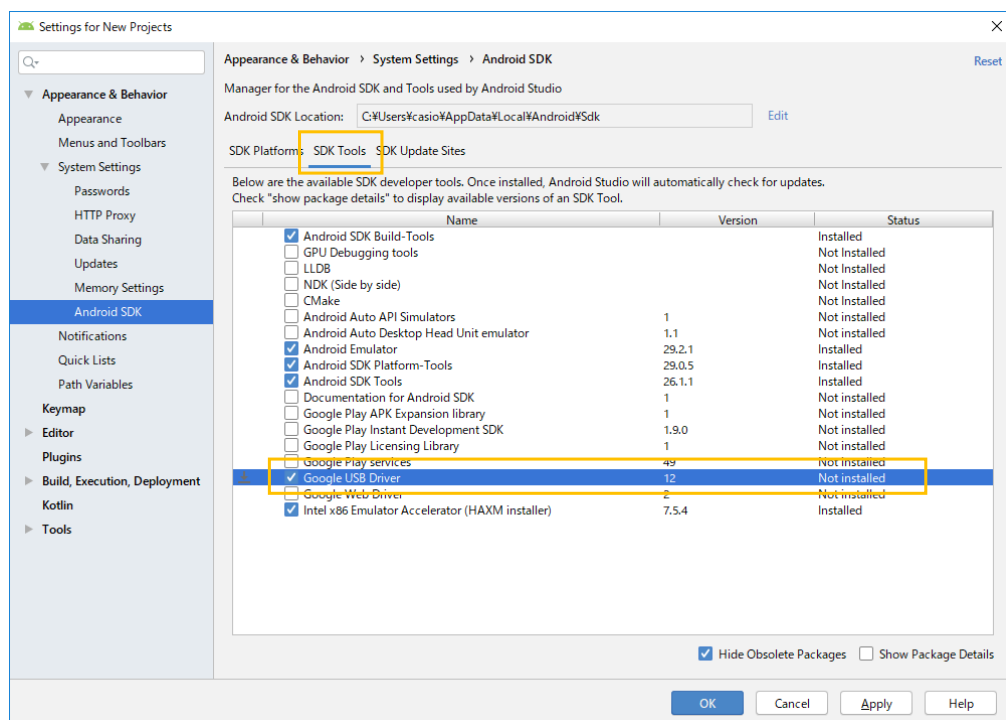 Settings for New Projects
Appearance & Behavior
Appearance
Menus and Toolbars
System Settings
Passwords
HTTP Proxy
Data Sharing
Updates
Memory Settings
Android SDK
Notifications
Quick Lists
Path Variables
Keymap
Editor
Plugins
Build, Execution, Deployment
Kotlin
Tools
Appearance & Behavior › System Settings › Android SDK Reset
Manager for the Android SDK and Tools used by Android Studio
Android SDK Location: C:¥Users¥casio¥AppData¥Local¥Android¥Sdk Edit
SDK Platforms SDK Tools SDK Update Sites
Below are the available SDK developer tools. Once installed, Android Studio will automatically check for updates.
Check "show package details" to display available versions of an SDK Tool.
Name Version Status
Android SDK Build-Tools Installed
GPU Debugging tools Not Installed
LLDB Not Installed
NDK (Side by side) Not Installed
CMake Not Installed
Android Auto API Simulators 1 Not installed
Android Auto Desktop Head Unit emulator 1.1 Not installed
Android Emulator 29.2.1 Installed
Android SDK Platform-Tools 29.0.5 Installed
Android SDK Tools 26.1.1 Installed
Documentation for Android SDK 1 Not installed
Google Play APK Expansion library 1 Not installed
Google Play Instant Development SDK 1.9.0 Not installed
Google Play Licensing Library 1 Not installed
Google Play services 49 Not installed
Google USB Driver 12 Not installed
Google Web Driver 2 Not installed
Intel x86 Emulator Accelerator (HAXM installer) 7.5.4 Installed
Hide Obsolete Packages Show Package Details
OK Cancel Apply Help